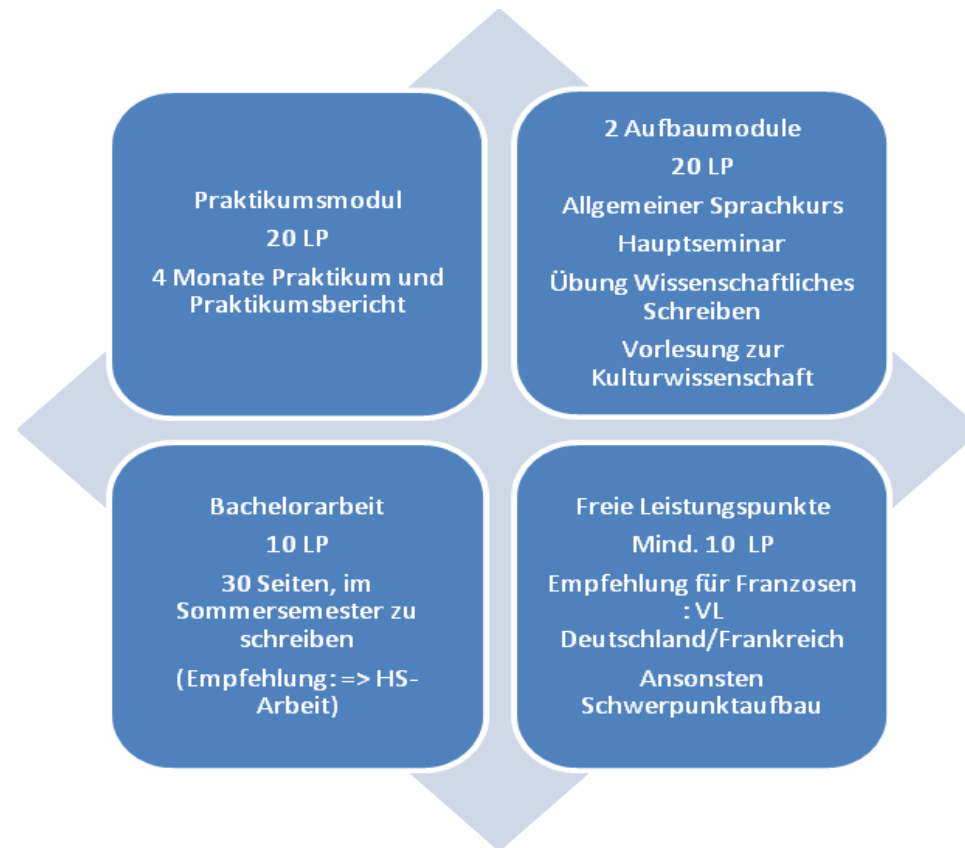 Praktikumsmodul
20 LP
4 Monate Praktikum und
Praktikumsbericht
2 Aufbaumodule
20 LP
Allgemeiner Sprachkurs
Hauptseminar
Übung Wissenschaftliches
Schreiben
Vorlesung zur
Kulturwissenschaft
Bachelorarbeit
10 LP
30 Seiten, im
Sommersemester zu
schreiben
(Empfehlung: => HS-
Arbeit)
Freie Leistungspunkte
Mind. 10 LP
Empfehlung für Franzosen
: VL
Deutschland/Frankreich
Ansonsten
Schwerpunktaufbau